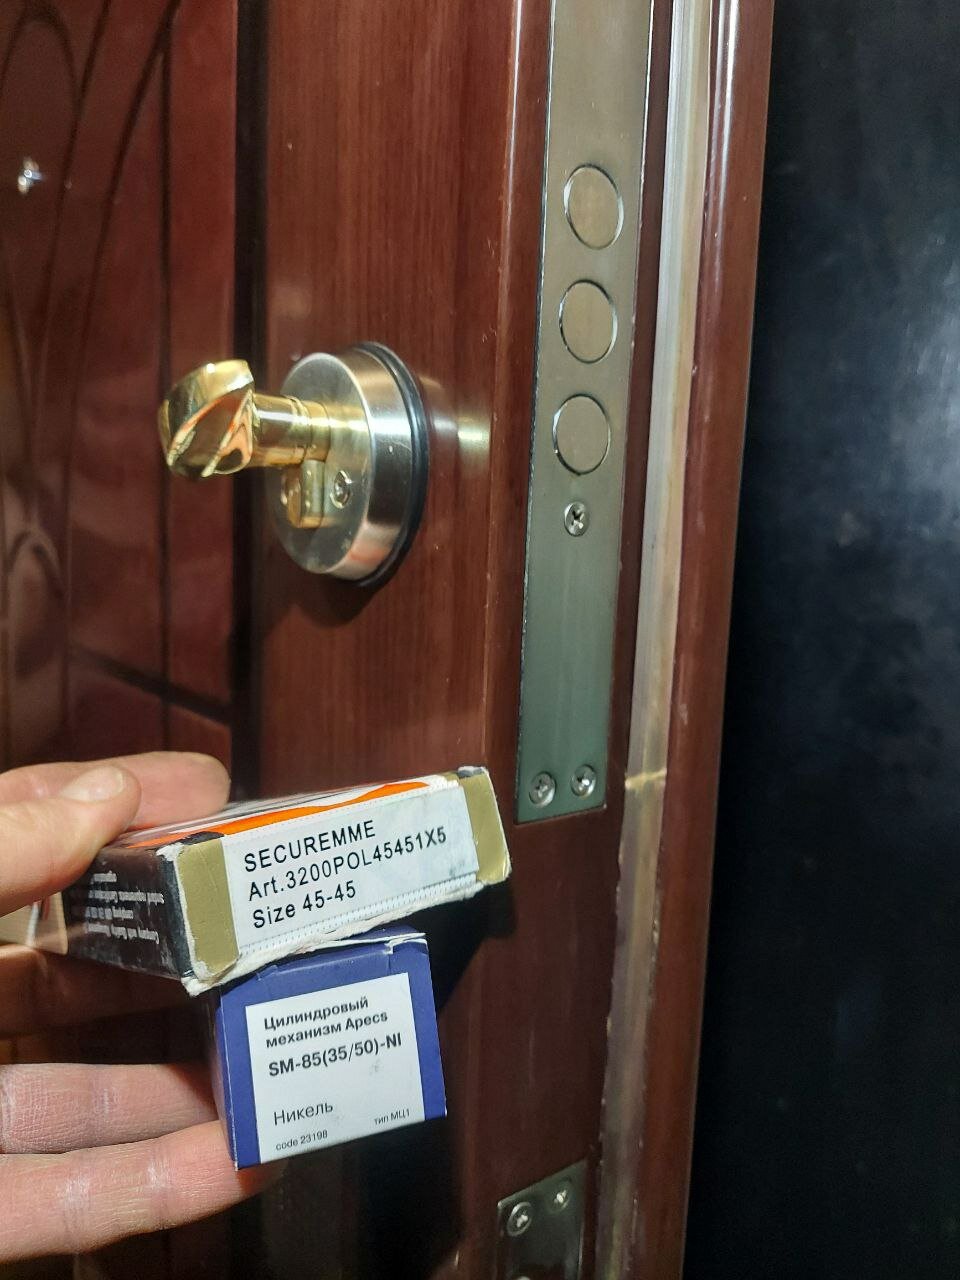 SECUREMME
Art.3200POL45451X5
Size 45-45
Цилиндровый
механизм Apecs
SM-85(35/50)-NI
Никель
code 23198
тип МЦ1